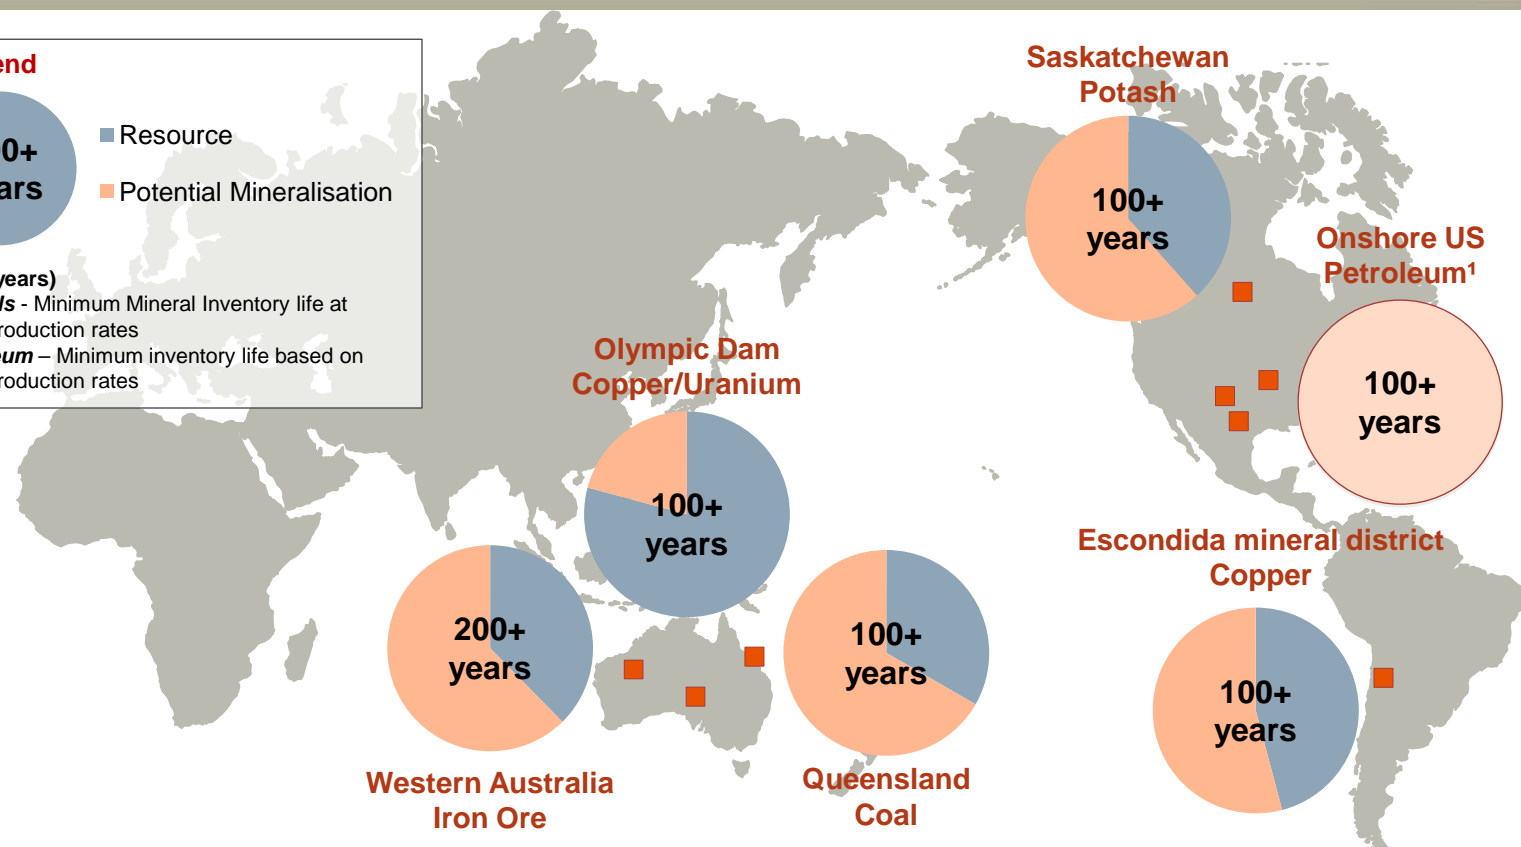 end
0+
ars
Resource
Potential Mineralisation
years)
ls - Minimum Mineral Inventory life at
roduction rates
eum – Minimum inventory life based on
roduction rates
Saskatchewan
Potash
100+
years
Onshore US
Petroleum¹
100+
years
Olympic Dam
Copper/Uranium
100+
years
200+
years
Western Australia
Iron Ore
100+
years
Queensland
Coal
Escondida mineral district
Copper
100+
years